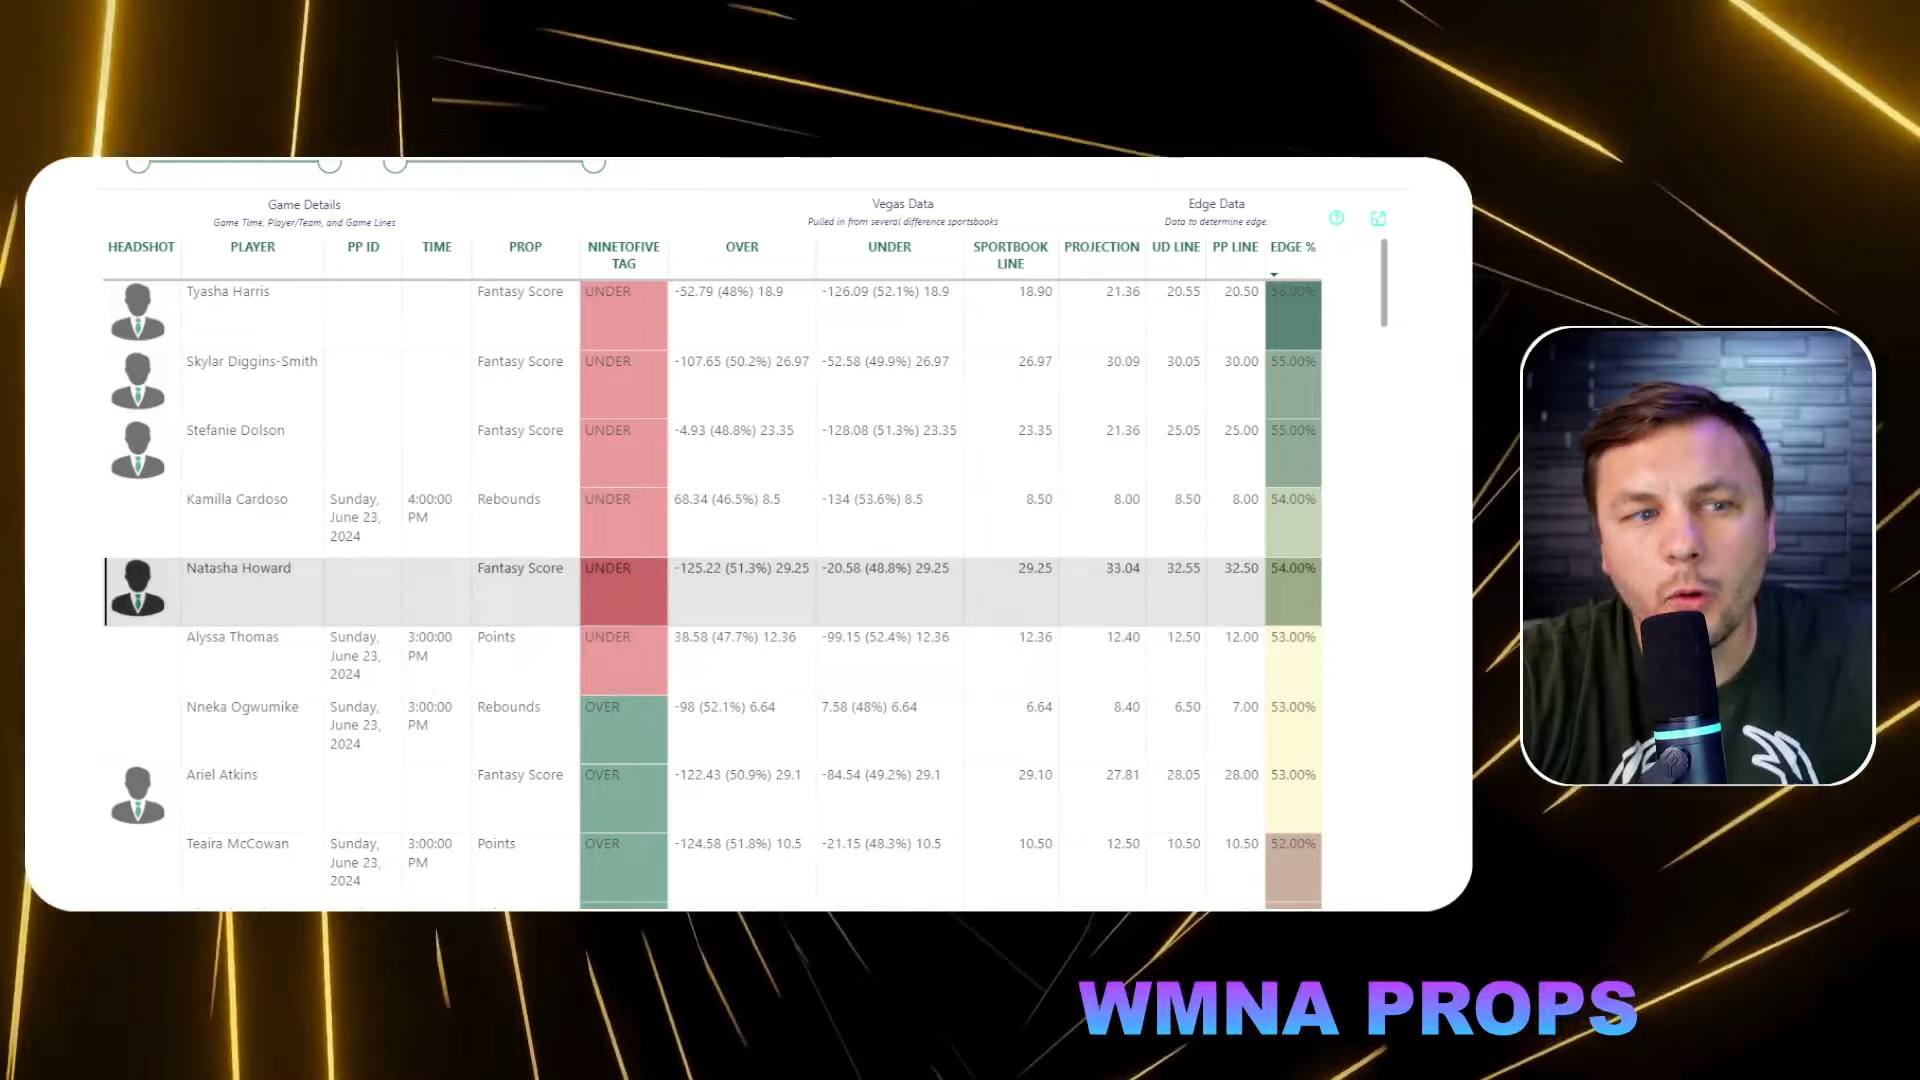 Game Details
Game Time, Player/Team, and Game Lines
Vegas Data
Pulled in from several difference sportsbooks
Edge Data
Data to determine edge.
HEADSHOT PLAYER PP ID TIME PROP NINETOFIVE TAG OVER UNDER SPORTBOOK LINE PROJECTION UD LINE PP LINE EDGE %
Tyasha Harris Fantasy Score UNDER -52.79 (48%) 18.9 -126.09 (52.1%) 18.9 18.90 21.36 20.55 20.50 56.00%
Skylar Diggins-Smith Fantasy Score UNDER -107.65 (50.2%) 26.97 -52.58 (49.9%) 26.97 26.97 30.09 30.05 30.00 55.00%
Stefanie Dolson Fantasy Score UNDER -4.93 (48.8%) 23.35 -128.08 (51.3%) 23.35 23.35 21.36 25.05 25.00 55.00%
Kamilla Cardoso Sunday, June 23, 2024 4:00:00 PM Rebounds UNDER 68.34 (46.5%) 8.5 -134 (53.6%) 8.5 8.50 8.00 8.50 8.00 54.00%
Natasha Howard Fantasy Score UNDER -125.22 (51.3%) 29.25 -20.58 (48.8%) 29.25 29.25 33.04 32.55 32.50 54.00%
Alyssa Thomas Sunday, June 23, 2024 3:00:00 PM Points UNDER 38.58 (47.7%) 12.36 -99.15 (52.4%) 12.36 12.36 12.40 12.50 12.00 53.00%
Nneka Ogwumike Sunday, June 23, 2024 3:00:00 PM Rebounds OVER -98 (52.1%) 6.64 7.58 (48%) 6.64 6.64 8.40 6.50 7.00 53.00%
Ariel Atkins Fantasy Score OVER -122.43 (50.9%) 29.1 -84.54 (49.2%) 29.1 29.10 27.81 28.05 28.00 53.00%
Teaira McCowan Sunday, June 23, 2024 3:00:00 PM Points OVER -124.58 (51.8%) 10.5 -21.15 (48.3%) 10.5 10.50 12.50 10.50 10.50 52.00%
WMNA PROPS